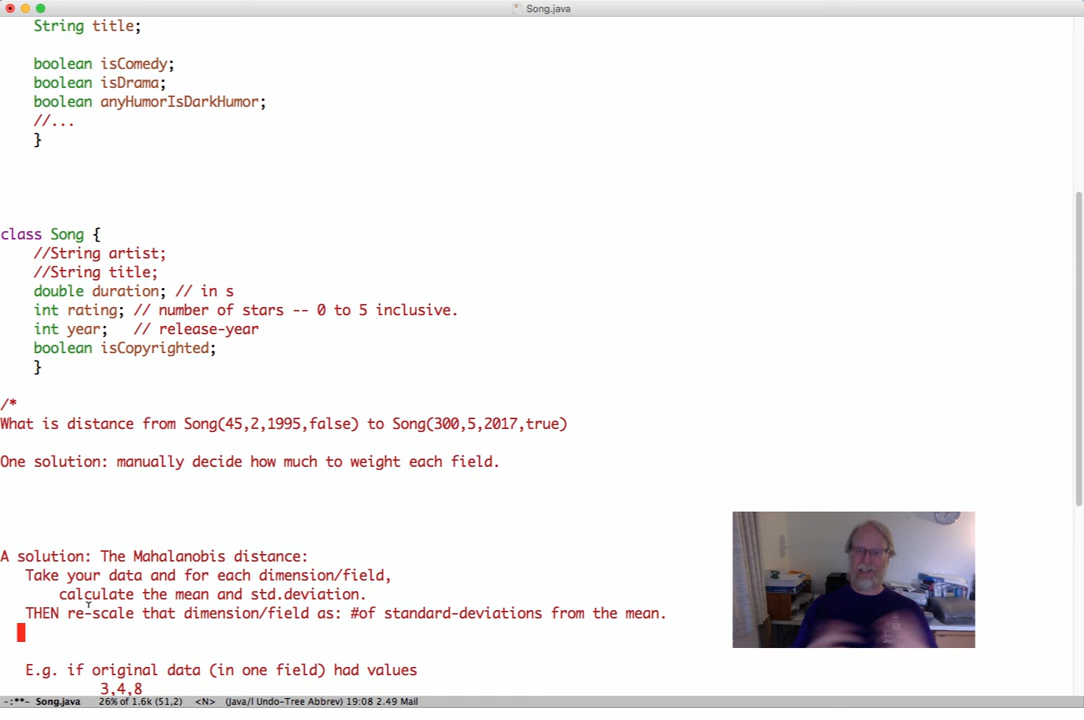 Song.java
String title;
boolean isComedy;
boolean isDrama;
boolean anyHumorIsDarkHumor;
//...
}
class Song {
//String artist;
//String title;
double duration; // in s
int rating; // number of stars -- 0 to 5 inclusive.
int year; // release-year
boolean isCopyrighted;
}
/*
What is distance from Song(45,2,1995,false) to Song(300,5,2017,true)
One solution: manually decide how much to weight each field.
A solution: The Mahalanobis distance:
Take your data and for each dimension/field,
calculate the mean and std.deviation.
THEN re-scale that dimension/field as: #of standard-deviations from the mean.
E.g. if original data (in one field) had values
3,4,8
-:**- Song.java 26% of 1.6k (51,2) <N> (Java/l Undo-Tree Abbrev) 19:08 2.49 Mail